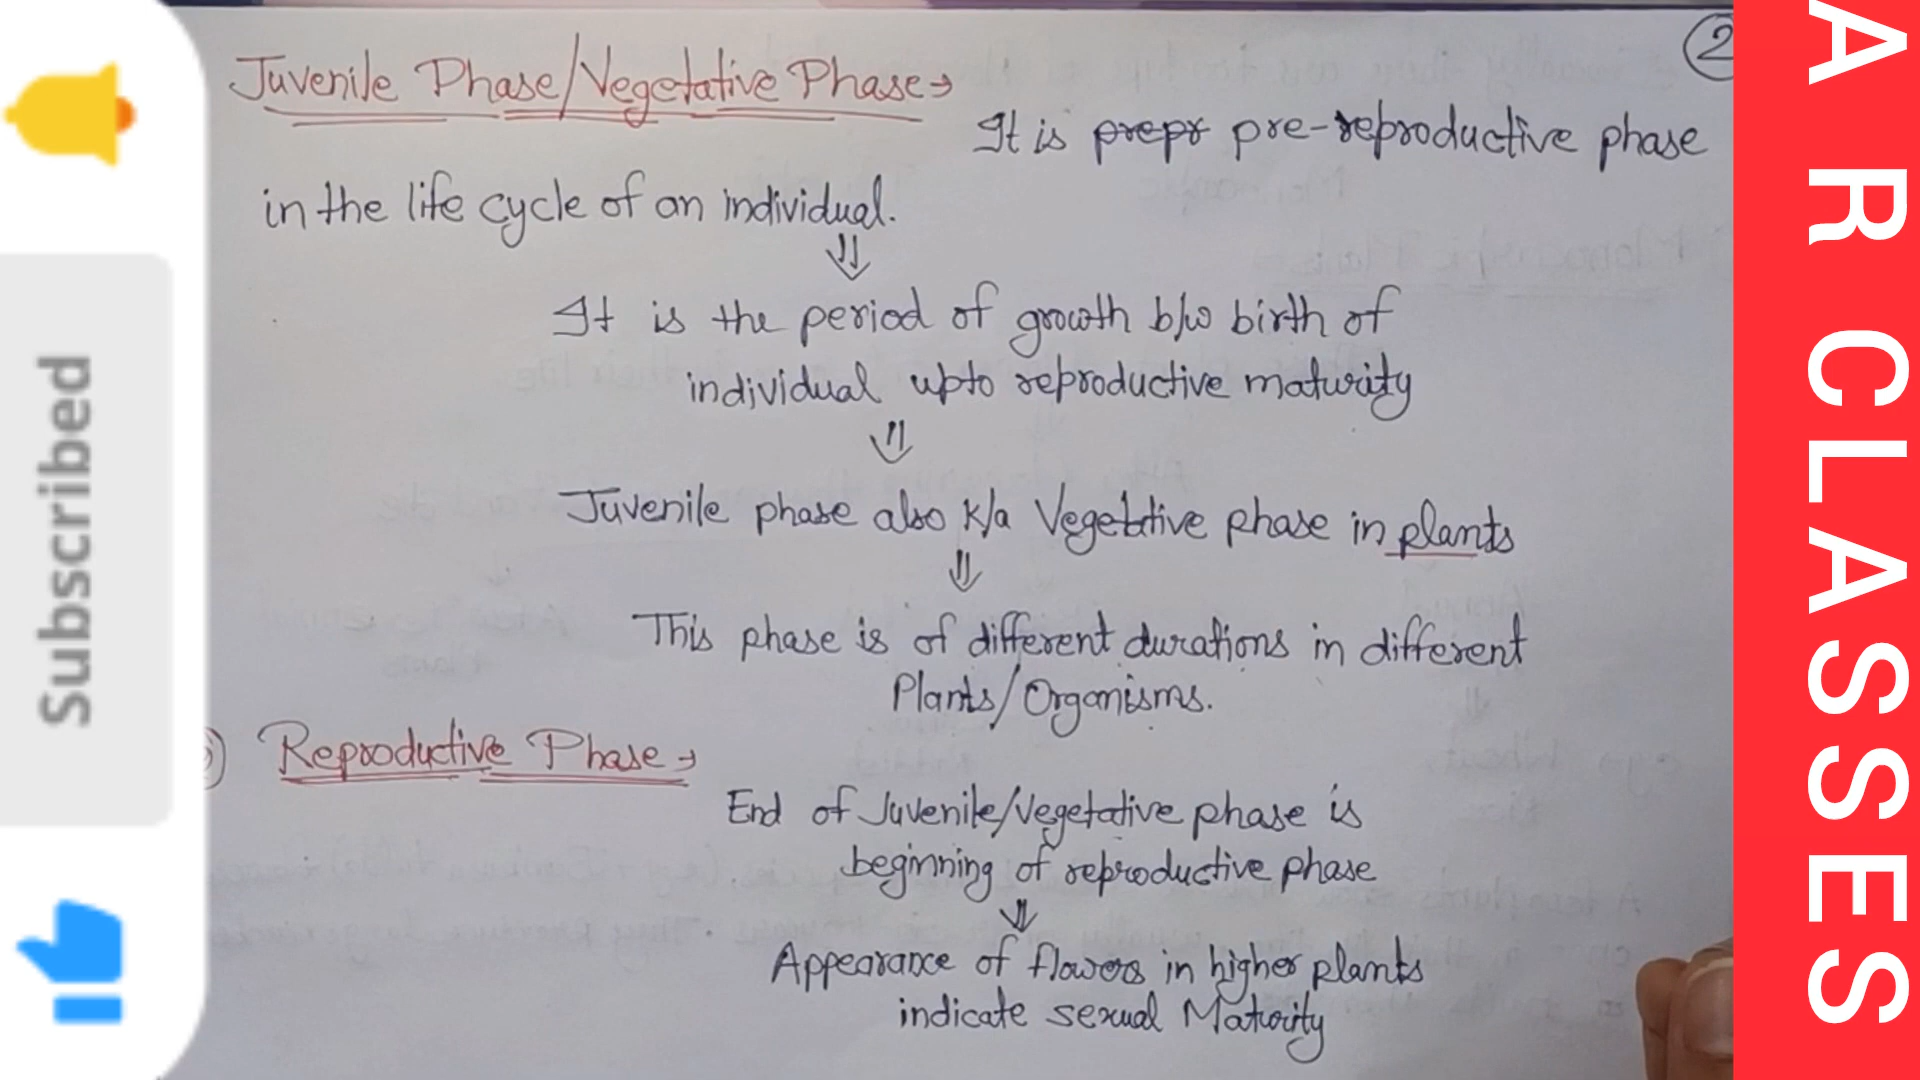 2
Juvenile Phase/Vegetative Phase→
It is prepr pre-reproductive phase
in the life cycle of an individual.
⇓
It is the period of growth b/w birth of
individual upto reproductive maturity
⇓
Juvenile phase also k/a Vegetative phase in plants
⇓
This phase is of different durations in different
Plants/Organisms.
Reproductive Phase→
End of Juvenile/Vegetative phase is
beginning of reproductive phase
⇓
Appearance of flowers in higher plants
indicate sexual Maturity
Subscribed
A R CLASSES